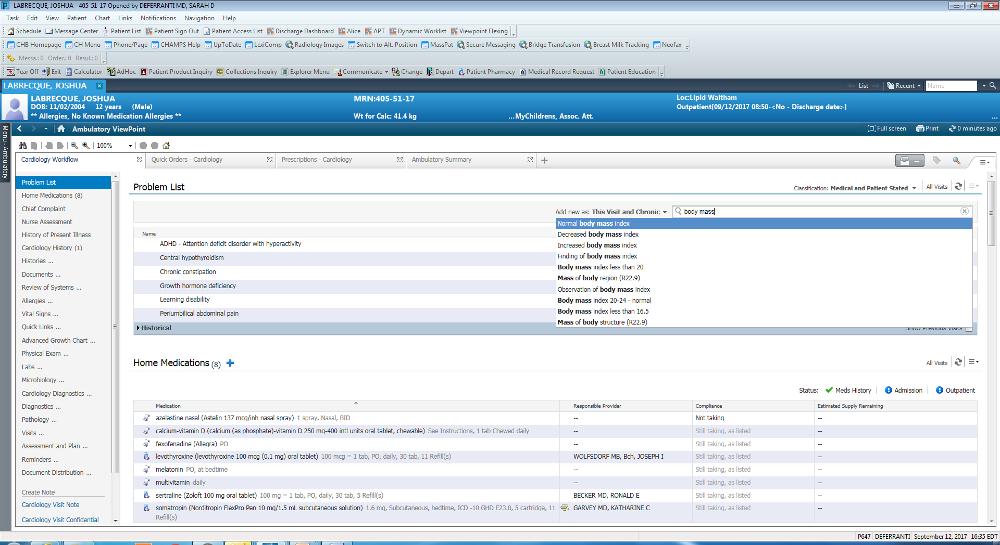 LABRECQUE, JOSHUA - 405-51-17 Opened by DEFERRANTI MD, SARAH D
Task Edit View Patient Chart Links Notifications Navigation Help
Schedule Message Center Patient List Patient Sign Out Patient Access List Discharge Dashboard Alice APT Dynamic Worklist Viewpoint Flexing
CHB Homepage CH Menu Phone/Page CHAMPS Help UpToDate LexiComp Radiology Images Switch to Alt. Position MassPat Secure Messaging Bridge Transfusion Breast Milk Tracking Neofax
Messa.: 0 Order.: 0 Resul.: 0
Tear Off Exit Calculator AdHoc Patient Product Inquiry Collections Inquiry Explorer Menu Communicate Change Depart Patient Pharmacy Medical Record Request Patient Education
LABRECQUE, JOSHUA List Recent Name
LABRECQUE, JOSHUA MRN:405-51-17 Loc:Lipid Waltham
DOB: 11/02/2004 12 years (Male) Outpatient[09/12/2017 08:50-<No - Discharge date>]
** Allergies, No Known Medication Allergies ** Wt for Calc: 41.4 kg ...MyChildrens, Assoc. Att. ...
Menu - Ambulatory
Ambulatory ViewPoint Full screen Print 0 minutes ago
100%
Cardiology Workflow Quick Orders - Cardiology Prescriptions - Cardiology Ambulatory Summary
Problem List
Home Medications (8)
Chief Complaint
Nurse Assessment
History of Present Illness
Cardiology History (1)
Histories ...
Documents ...
Review of Systems ...
Allergies ...
Vital Signs ...
Quick Links ...
Advanced Growth Chart ...
Physical Exam ...
Labs ...
Microbiology ...
Cardiology Diagnostics ...
Diagnostics ...
Pathology ...
Visits ...
Assessment and Plan ...
Reminders ...
Document Distribution ...
Create Note
Cardiology Visit Note
Cardiology Visit Confidential
Problem List Classification: Medical and Patient Stated All Visits
Add new as: This Visit and Chronic body mass
Normal body mass index
Decreased body mass index
Increased body mass index
Finding of body mass index
Body mass index less than 20
Mass of body region (R22.9)
Observation of body mass index
Body mass index 20-24 - normal
Body mass index less than 16.5
Mass of body structure (R22.9)
Name
ADHD - Attention deficit disorder with hyperactivity
Central hypothyroidism
Chronic constipation
Growth hormone deficiency
Learning disability
Periumbilical abdominal pain
Historical Show Previous Visits
Home Medications (8) All Visits
Status: Meds History Admission Outpatient
Medication Responsible Provider Compliance Estimated Supply Remaining
azelastine nasal (Astelin 137 mcg/inh nasal spray) 1 spray, Nasal, BID -- Not taking --
calcium-vitamin D (calcium (as phosphate)-vitamin D 250 mg-400 intl units oral tablet, chewable) See Instructions, 1 tab Chewed daily -- Still taking, as listed --
fexofenadine (Allegra) PO -- Still taking, as listed --
levothyroxine (levothyroxine 100 mcg (0.1 mg) oral tablet) 100 mcg = 1 tab, PO, daily, 30 tab, 11 Refill(s) WOLFSDORF MB, Bch, JOSEPH I Still taking, as listed --
melatonin PO, at bedtime -- Still taking, as listed --
multivitamin daily -- Still taking, as listed --
sertraline (Zoloft 100 mg oral tablet) 100 mg = 1 tab, PO, daily, 30 tab, 5 Refill(s) BECKER MD, RONALD E Still taking, as listed --
somatropin (Norditropin FlexPro Pen 10 mg/1.5 mL subcutaneous solution) 1.6 mg, Subcutaneous, bedtime, ICD -10 GHD E23.0, 5 cartridge, 11 GARVEY MD, KATHARINE C Still taking, as listed --
Refill(s)
P647 DEFERRANTI September 12, 2017 16:35 EDT